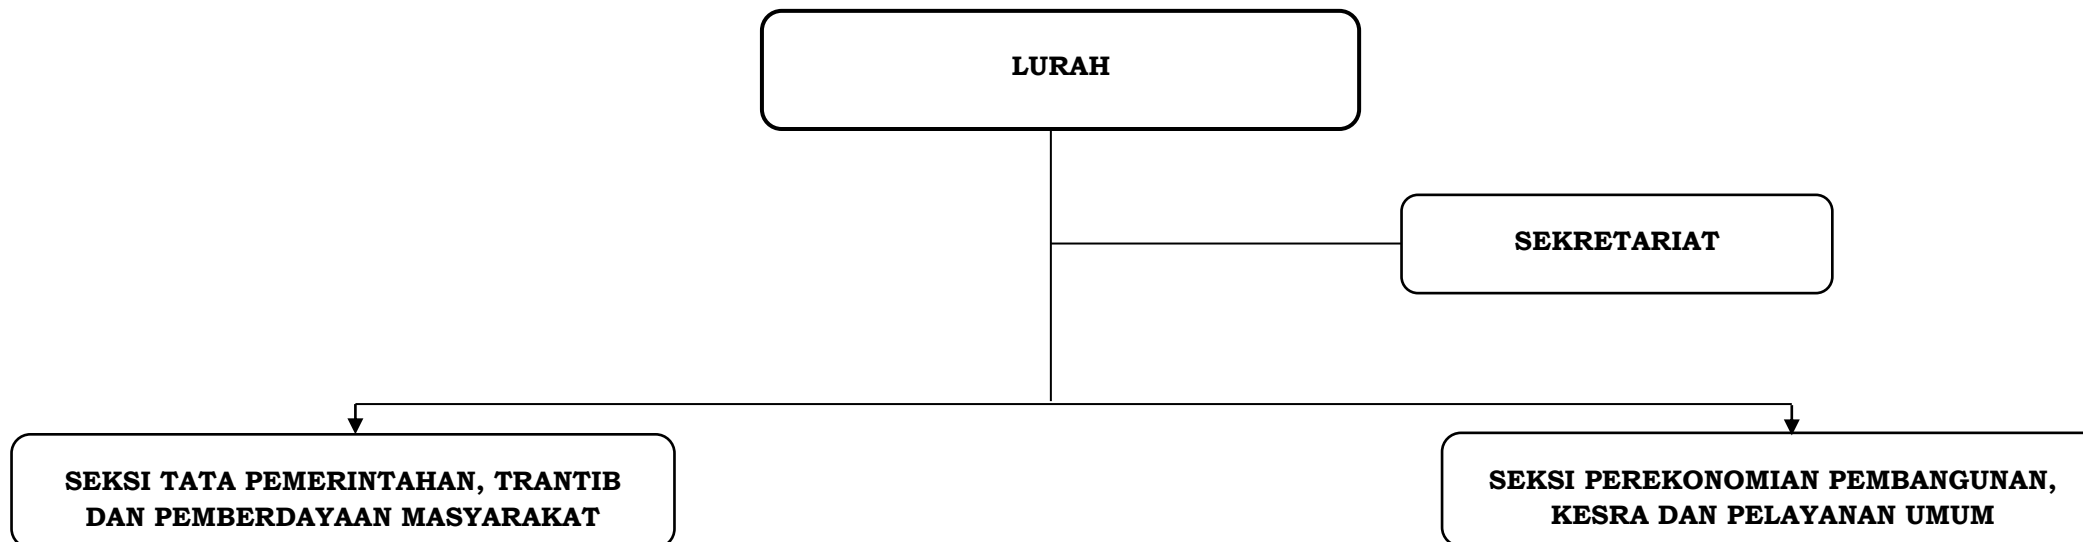 LURAH
SEKRETARIAT
SEKSI TATA PEMERINTAHAN, TRANTIB
DAN PEMBERDAYAAN MASYARAKAT
SEKSI PEREKONOMIAN PEMBANGUNAN,
KESRA DAN PELAYANAN UMUM